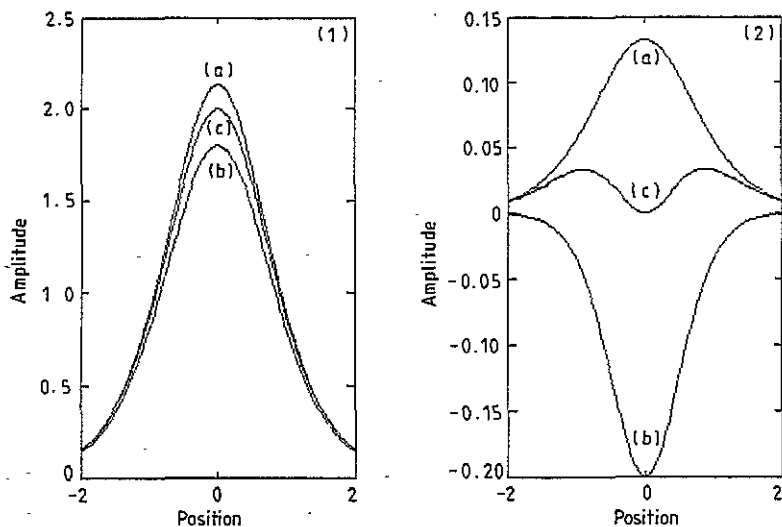 2.5
2.0
1.5
1 0
0.5
0
Amplitude
-2
0
2
Position
(1)
(a)
(c)
(b)
0.15
0.10
0.05
0
-0.05
-0.10
-0.15
-0.20
Amplitude
-2
0
2
Position
(2)
(a)
(c)
(b)